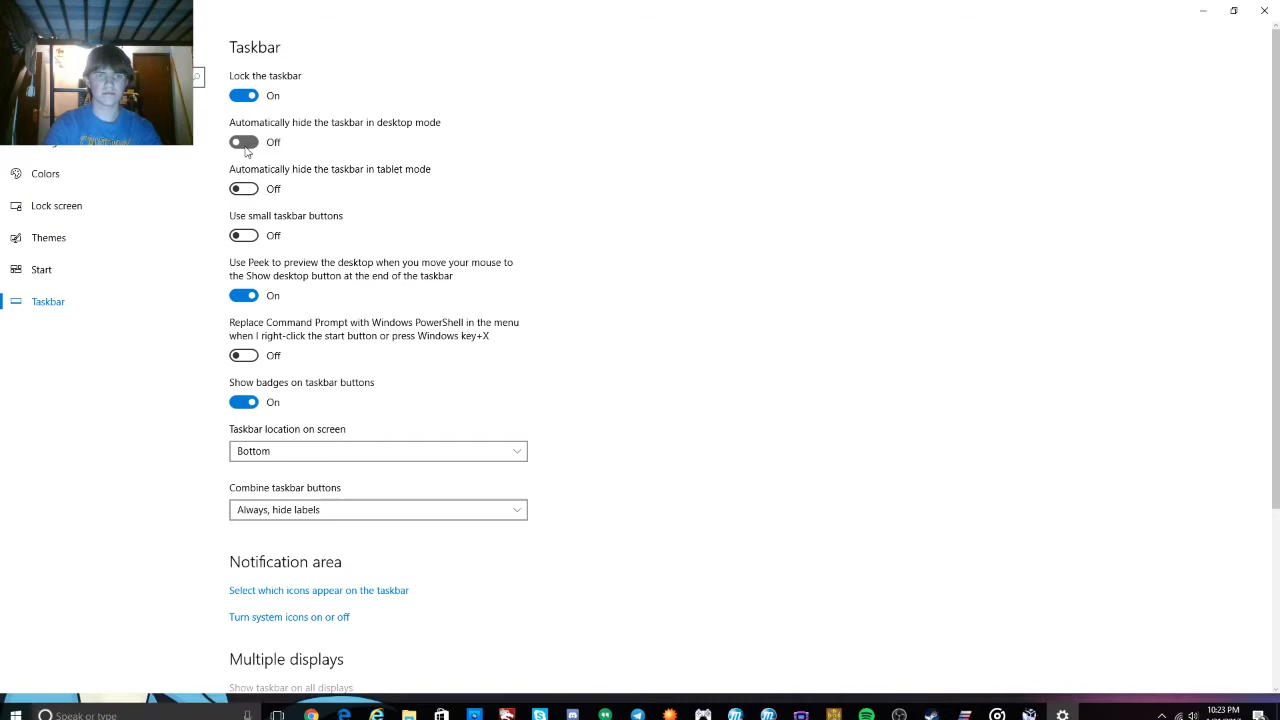 Taskbar
Lock the taskbar
On
Automatically hide the taskbar in desktop mode
Off
Automatically hide the taskbar in tablet mode
Off
Colors
Lock screen
Use small taskbar buttons
Off
Themes
Use Peek to preview the desktop when you move your mouse to
the Show desktop button at the end of the taskbar
On
Start
Taskbar
Replace Command Prompt with Windows PowerShell in the menu
when I right-click the start button or press Windows key+X
Off
Show badges on taskbar buttons
On
Taskbar location on screen
Bottom
Combine taskbar buttons
Always, hide labels
Notification area
Select which icons appear on the taskbar
Turn system icons on or off
Multiple displays
Show taskbar on all displays
Speak or type
10:23 PM